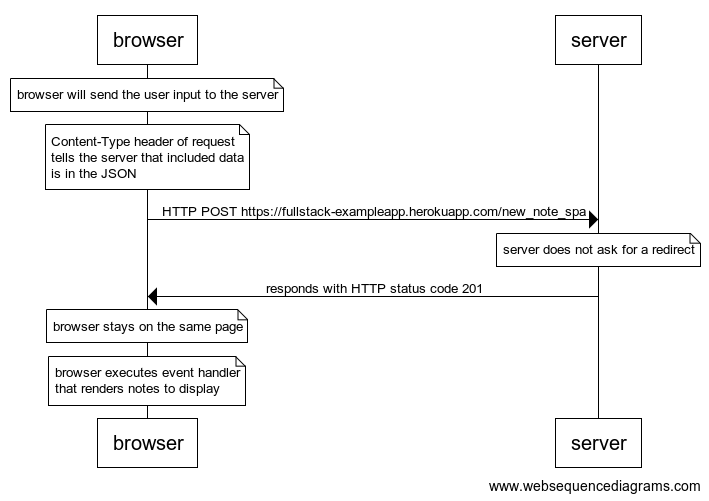 browser
server
browser will send the user input to the server
Content-Type header of request
tells the server that included data
is in the JSON
HTTP POST https://fullstack-exampleapp.herokuapp.com/new_note_spa
server does not ask for a redirect
responds with HTTP status code 201
browser stays on the same page
browser executes event handler
that renders notes to display
browser
server
www.websequencediagrams.com